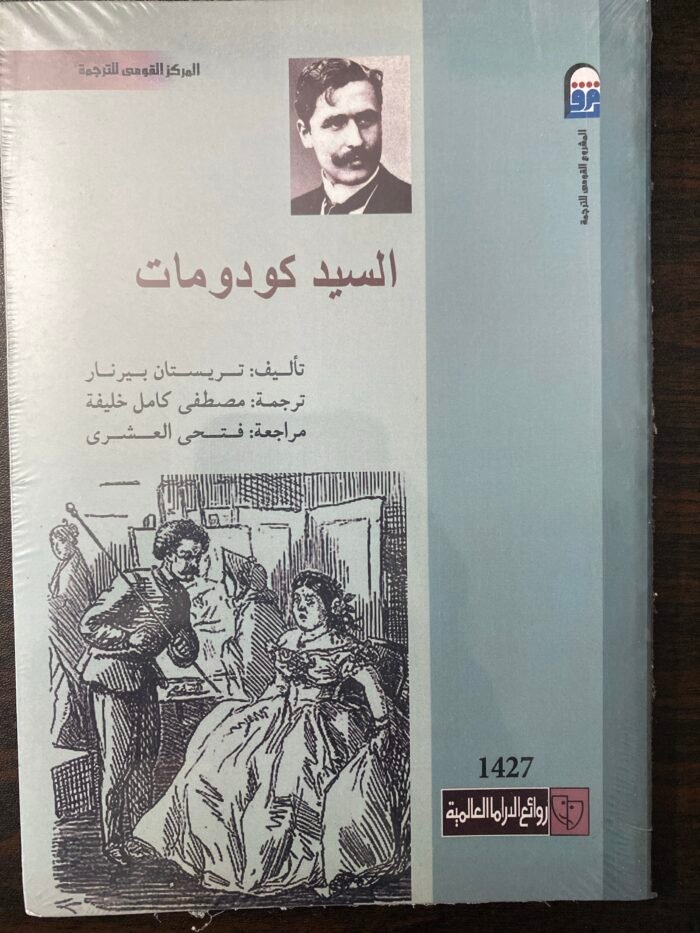 المركز القومى للترجمة
المشروع القومى للترجمة
السيد كودومات
تأليف: تريستان بيرنار
ترجمة: مصطفى كامل خليفة
مراجعة: فتحى العشرى
1427
روائع الدراما العالمية